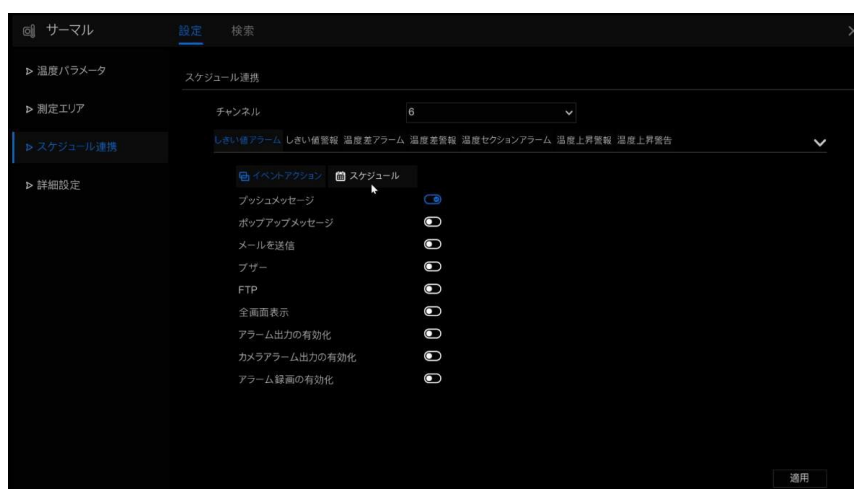 サーマル 設定 検索
温度パラメータ
スケジュール連携
測定エリア
チャンネル 6
スケジュール連携
しきい値アラーム しきい値警報 温度差アラーム 温度差警報 温度セクションアラーム 温度上昇警報 温度上昇警告
詳細設定
イベントアクション スケジュール
プッシュメッセージ
ポップアップメッセージ
メールを送信
ブザー
FTP
全画面表示
アラーム出力の有効化
カメラアラーム出力の有効化
アラーム録画の有効化
適用